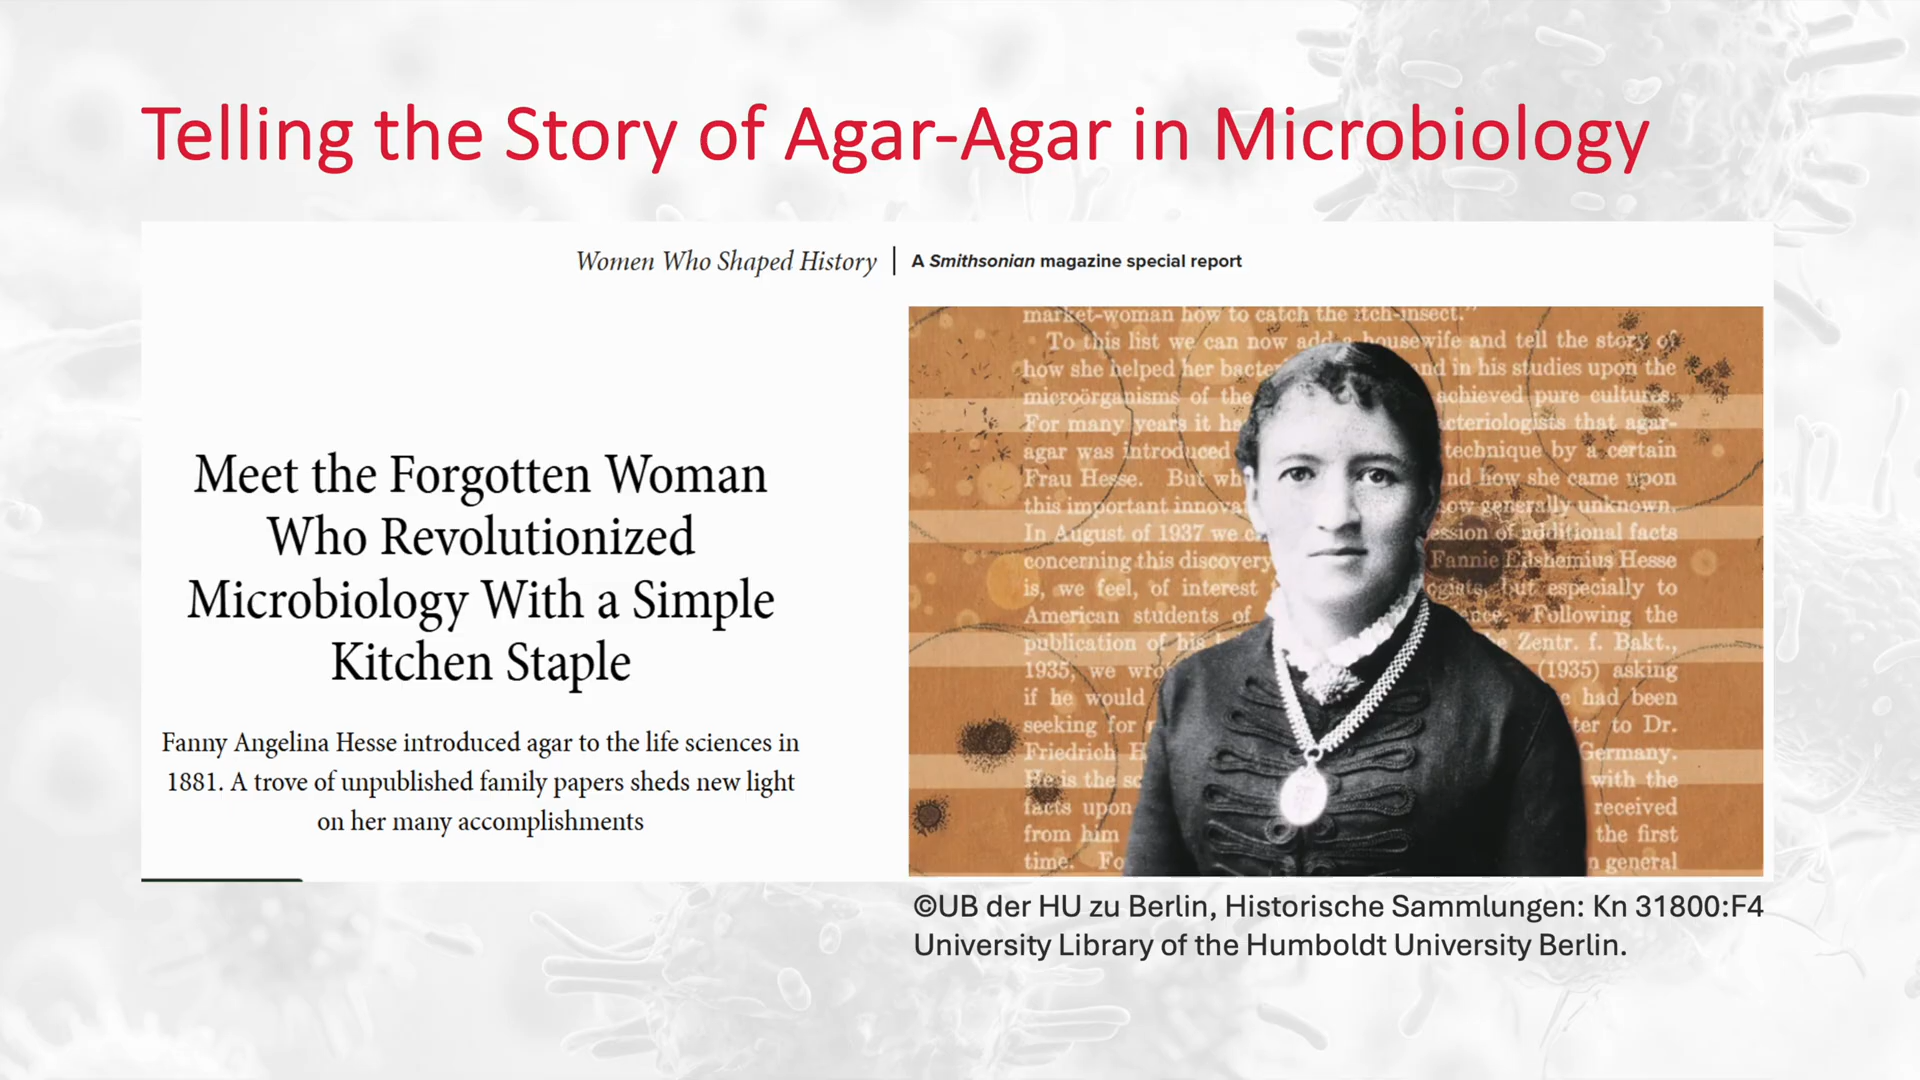 Telling the Story of Agar-Agar in Microbiology
Women Who Shaped History | A Smithsonian magazine special report
Meet the Forgotten Woman
Who Revolutionized
Microbiology With a Simple
Kitchen Staple
Fanny Angelina Hesse introduced agar to the life sciences in
1881. A trove of unpublished family papers sheds new light
on her many accomplishments
market-woman how to catch the itch-insect."
To this list we can now add a housewife and tell the story of
how she helped her bacte nd in his studies upon the
microörganisms of the achieved pure cultures.
For many years it ha cteriologists that agar-
agar was introduced technique by a certain
Frau Hesse. But wh nd how she came upon
this important innova ow generally unknown.
In August of 1937 we c ession of additional facts
concerning this discovery Fannie Eilshemius Hesse
is, we feel, of interest ogists, but especially to
American students of nce. Following the
publication of his Zentr. f. Bakt.,
1935, we wro (1935) asking
if he would e had been
seeking for ter to Dr.
Friedrich H Germany.
He is the so with the
facts upon received
from him the first
time. Fo n general
©UB der HU zu Berlin, Historische Sammlungen: Kn 31800:F4
University Library of the Humboldt University Berlin.